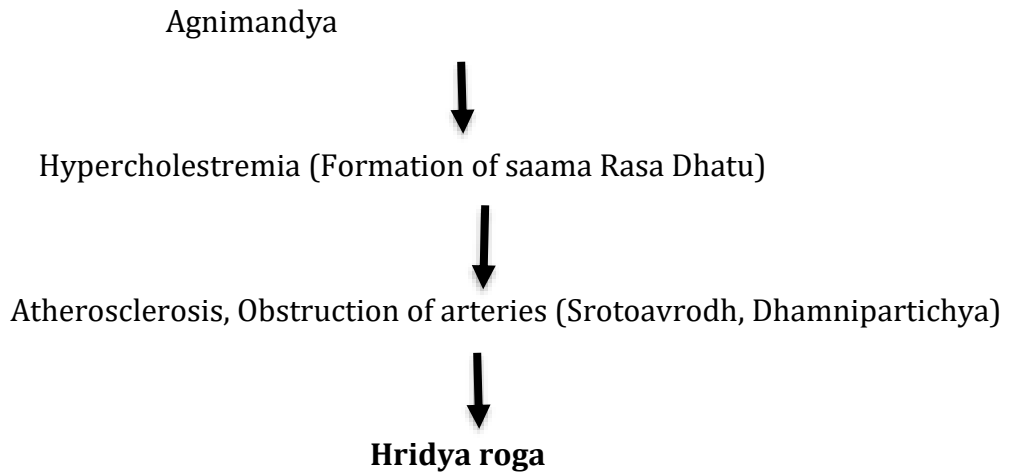 Agnimandya
Hypercholestremia (Formation of saama Rasa Dhatu)
Atherosclerosis, Obstruction of arteries (Srotoavrodh, Dhamnipartichya)
Hridya roga